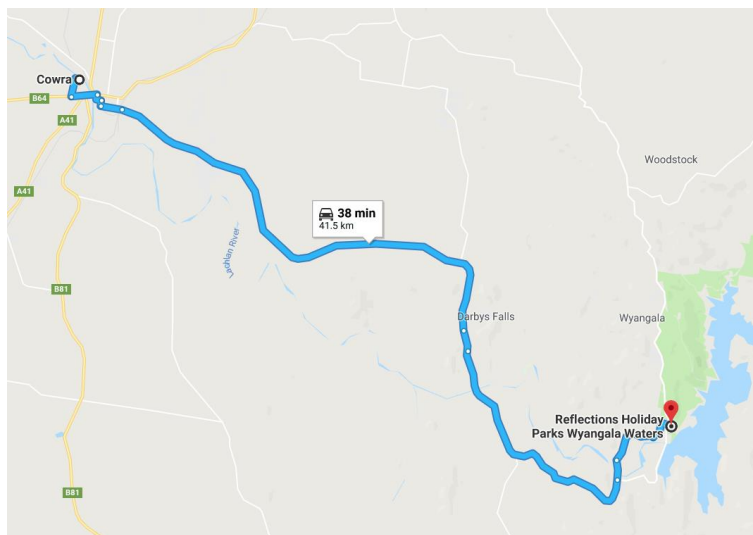 Cowra
B64
A41
A41
Woodstock
38 min
41.5 km
Lachlan River
B81
Darbys Falls
Wyangala
Reflections Holiday
Parks Wyangala Waters
B81